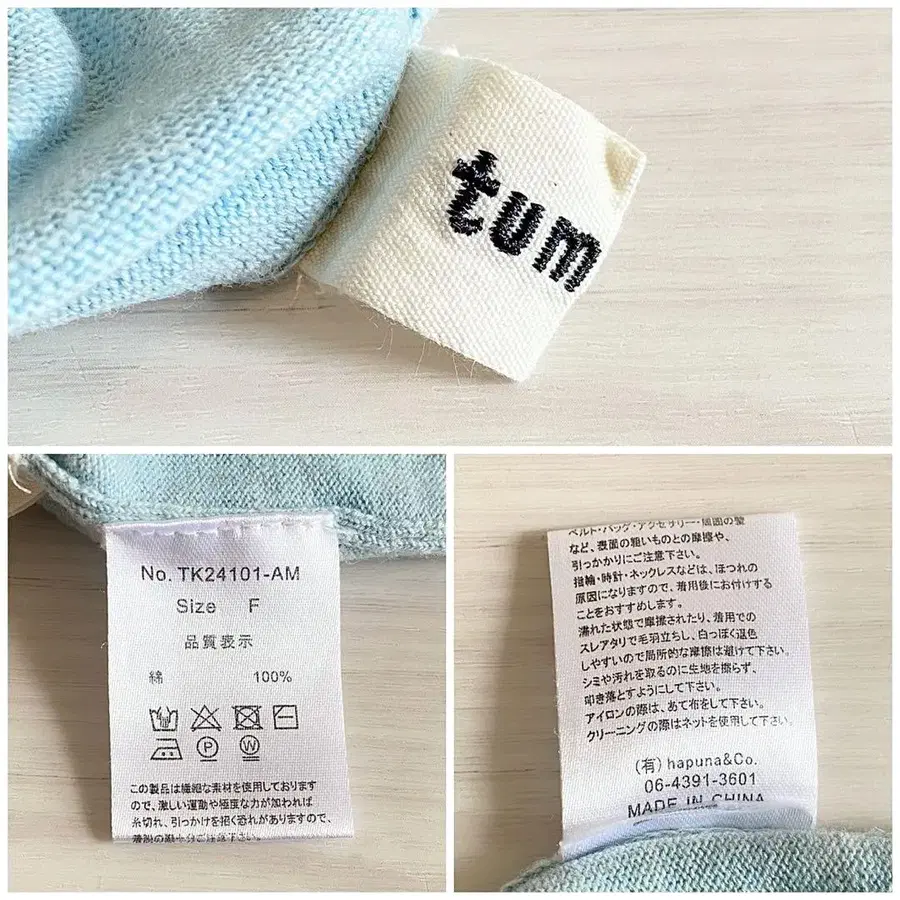 tum
No. TK24101-AM
Size F
品質表示
綿 100%
P
W
この製品は繊細な素材を使用しております
ので、激しい運動や極度な力が加われば
糸切れ、引っかけを招く恐れがありますので、
着脱の際十分ご注意下さい。
ベルト・バッグ・アクセサリー・周囲の髪
など、表面の粗いものとの摩擦や、
引っかかりにご注意下さい。
指輪・時計・ネックレスなどは、ほつれの
原因になりますので、着用後にお付けする
ことをおすすめします。
濡れた状態で摩擦されたり、着用での
スレアタリで毛羽立ちし、白っぽく退色
しやすいので局所的な摩擦は避けて下さい。
シミや汚れを取るのに生地を擦らず、
叩き落とすようにして下さい。
アイロンの際は、あて布をして下さい。
クリーニングの際はネットを使用して下さい。
(有) hapuna&Co.
06-4391-3601
MADE IN CHINA